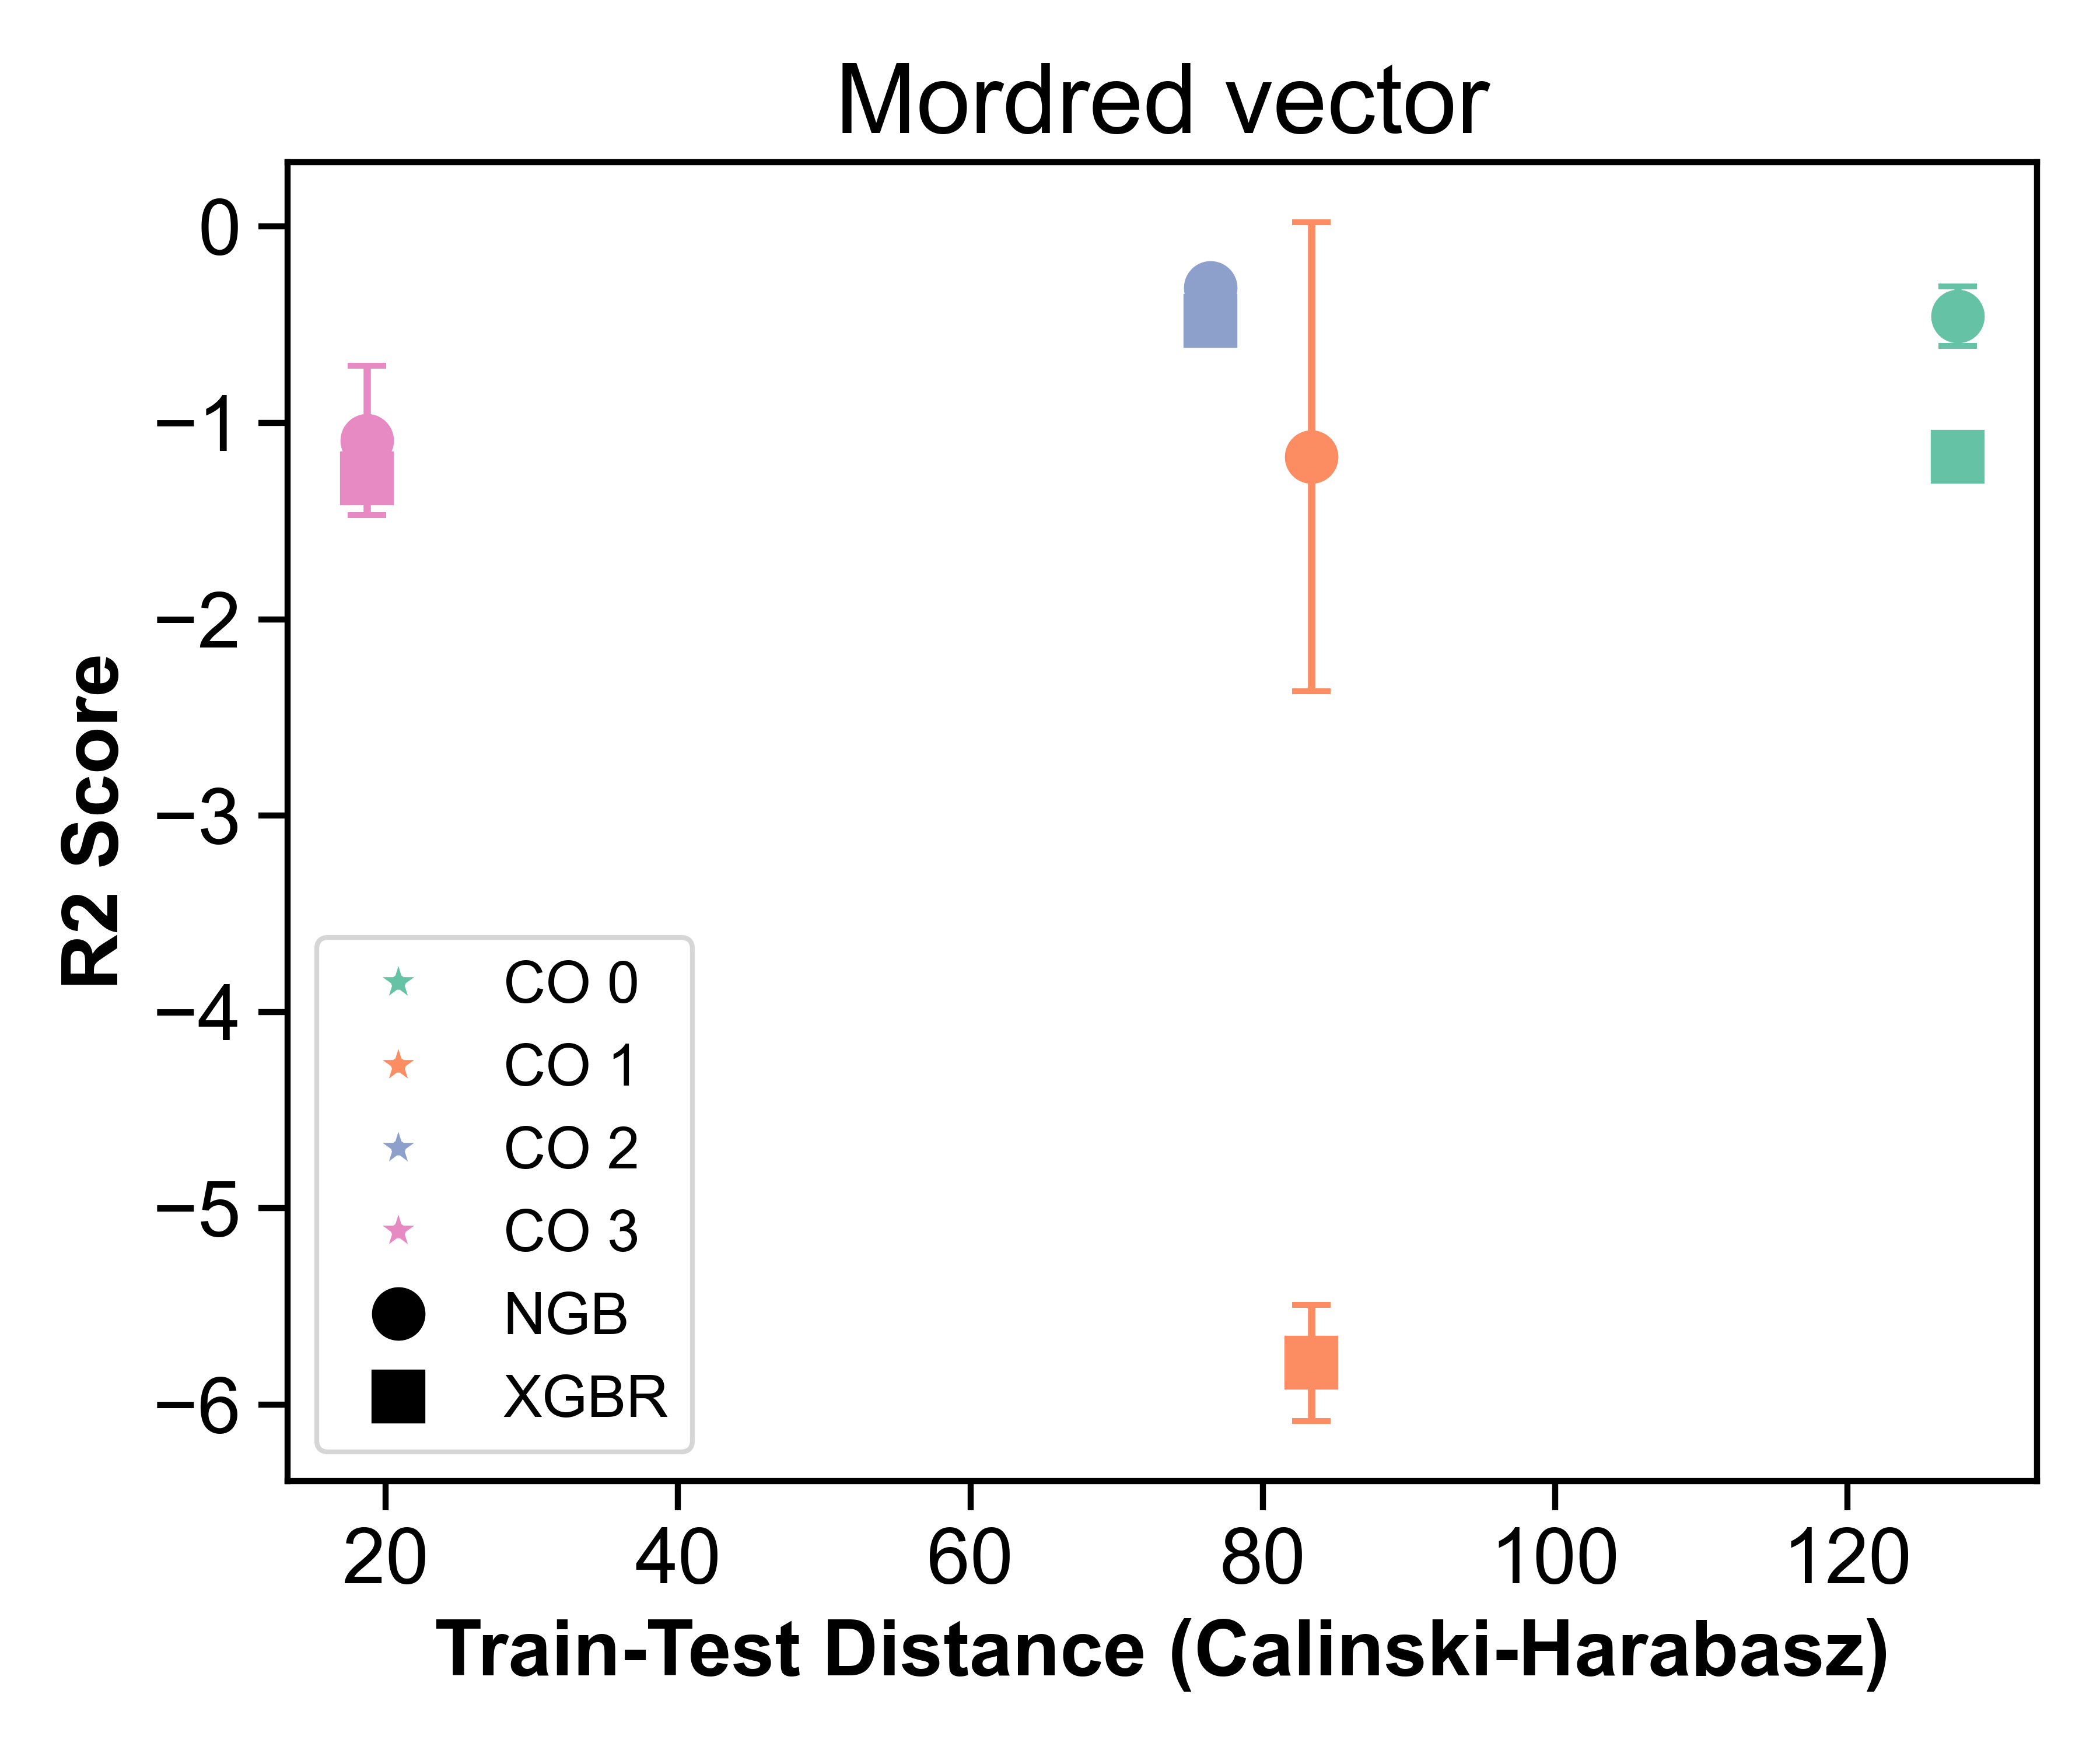 Mordred vector
R2 Score
0
−1
−2
−3
−4
−5
−6
CO 0
CO 1
CO 2
CO 3
NGB
XGBR
20 40 60 80 100 120
Train-Test Distance (Calinski-Harabasz)